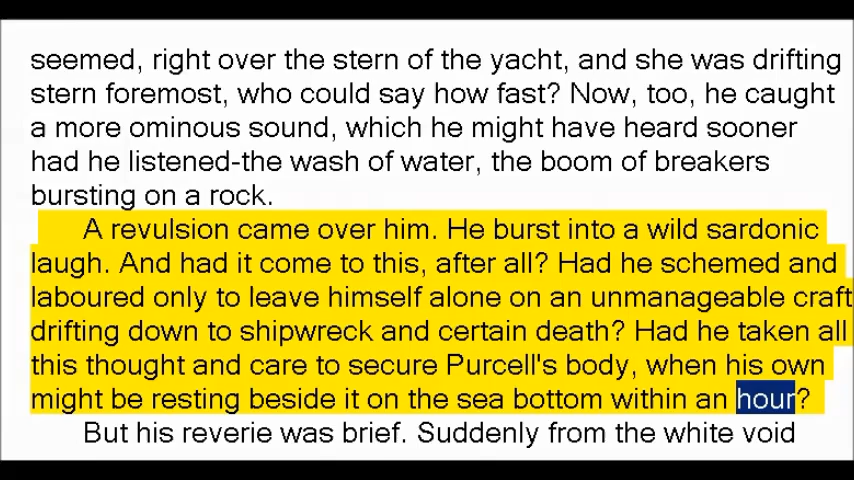 seemed, right over the stern of the yacht, and she was drifting
stern foremost, who could say how fast? Now, too, he caught
a more ominous sound, which he might have heard sooner
had he listened-the wash of water, the boom of breakers
bursting on a rock.
A revulsion came over him. He burst into a wild sardonic
laugh. And had it come to this, after all? Had he schemed and
laboured only to leave himself alone on an unmanageable craft
drifting down to shipwreck and certain death? Had he taken all
this thought and care to secure Purcell's body, when his own
might be resting beside it on the sea bottom within an hour?
But his reverie was brief. Suddenly from the white void